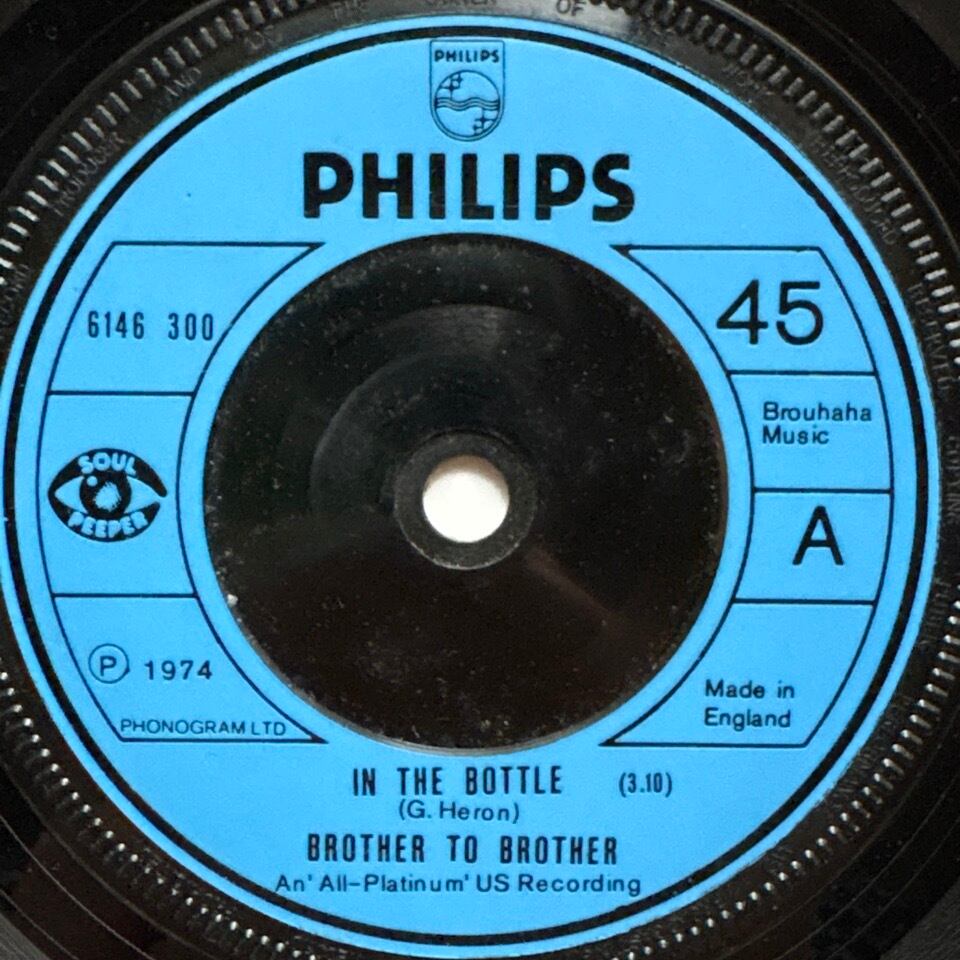 PHILIPS
PHILIPS
6146 300
45
Brouhaha
Music
SOUL
PEEPER
A
Ⓟ 1974
PHONOGRAM LTD
Made in
England
IN THE BOTTLE (3.10)
(G. Heron)
BROTHER TO BROTHER
An' All-Platinum' US Recording